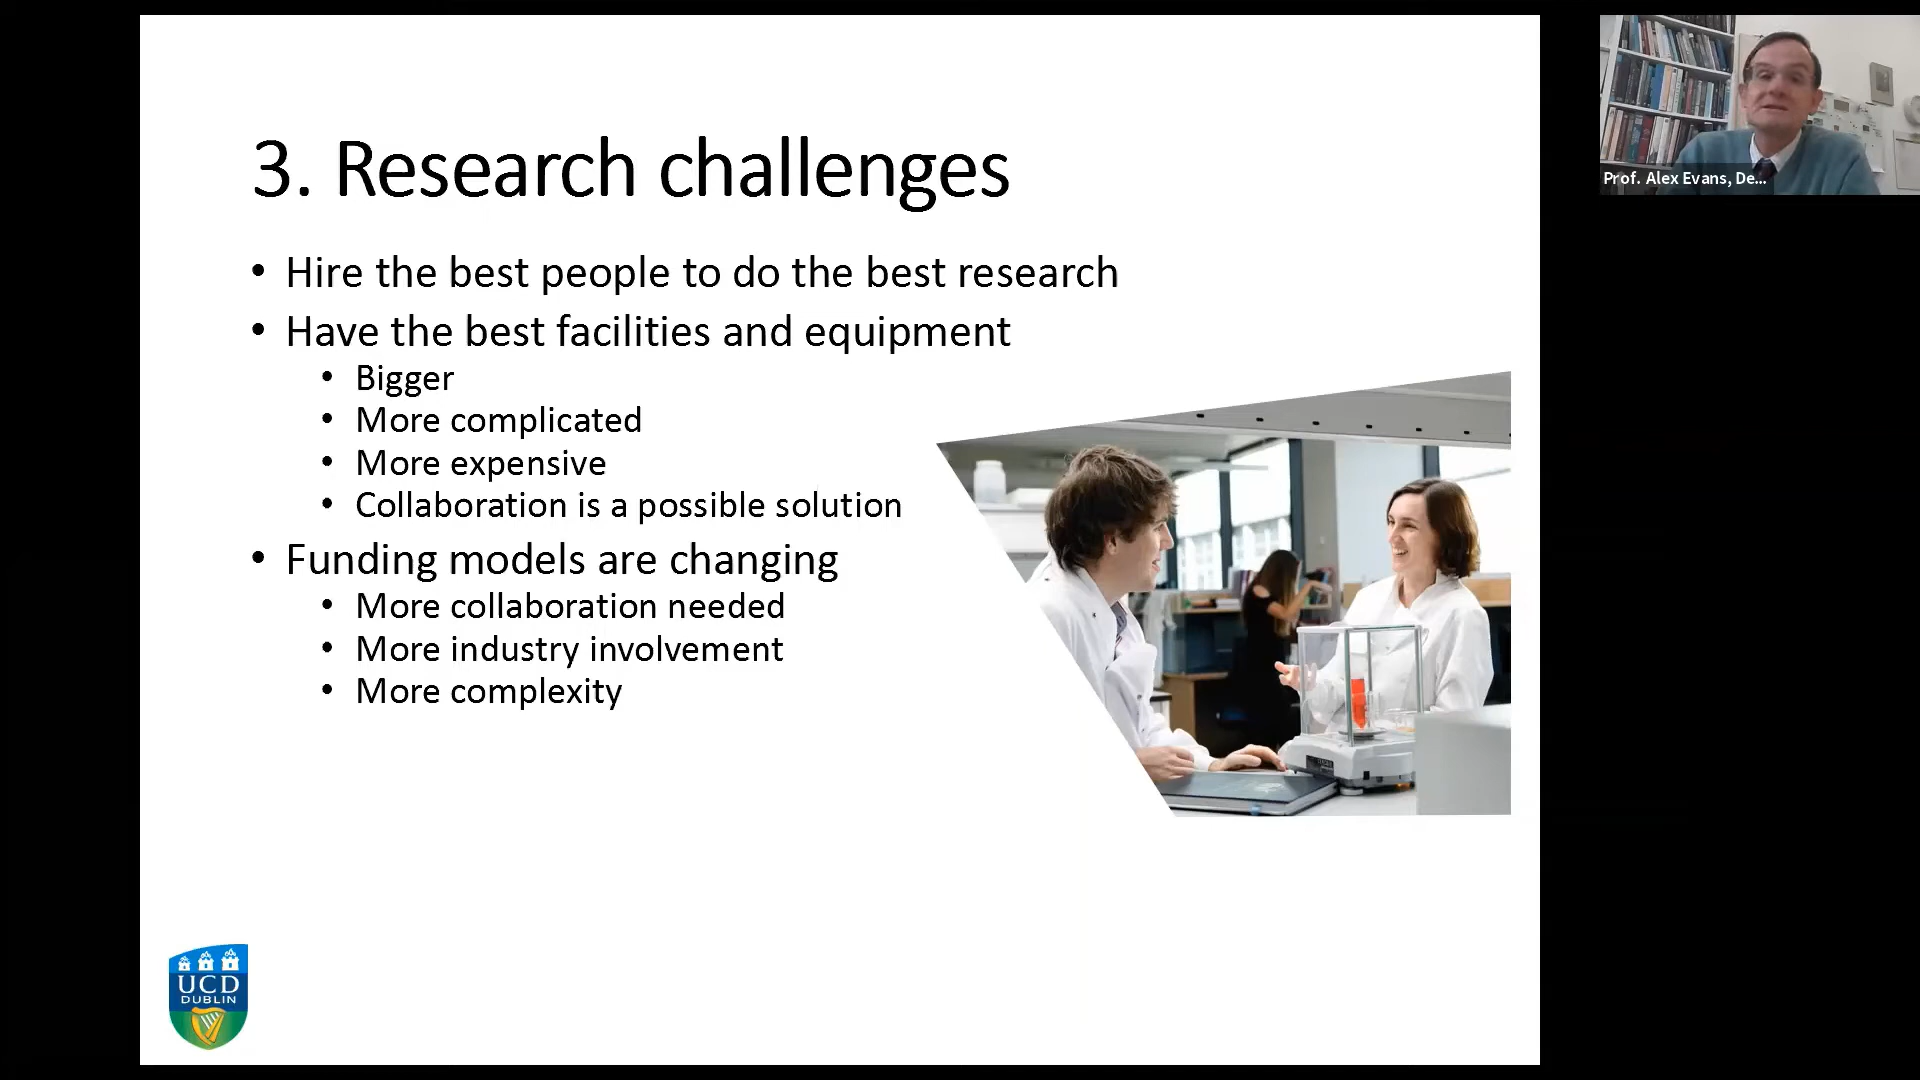 3. Research challenges
• Hire the best people to do the best research
• Have the best facilities and equipment
• Bigger
• More complicated
• More expensive
• Collaboration is a possible solution
• Funding models are changing
• More collaboration needed
• More industry involvement
• More complexity
UCD
DUBLIN
Prof. Alex Evans, De...